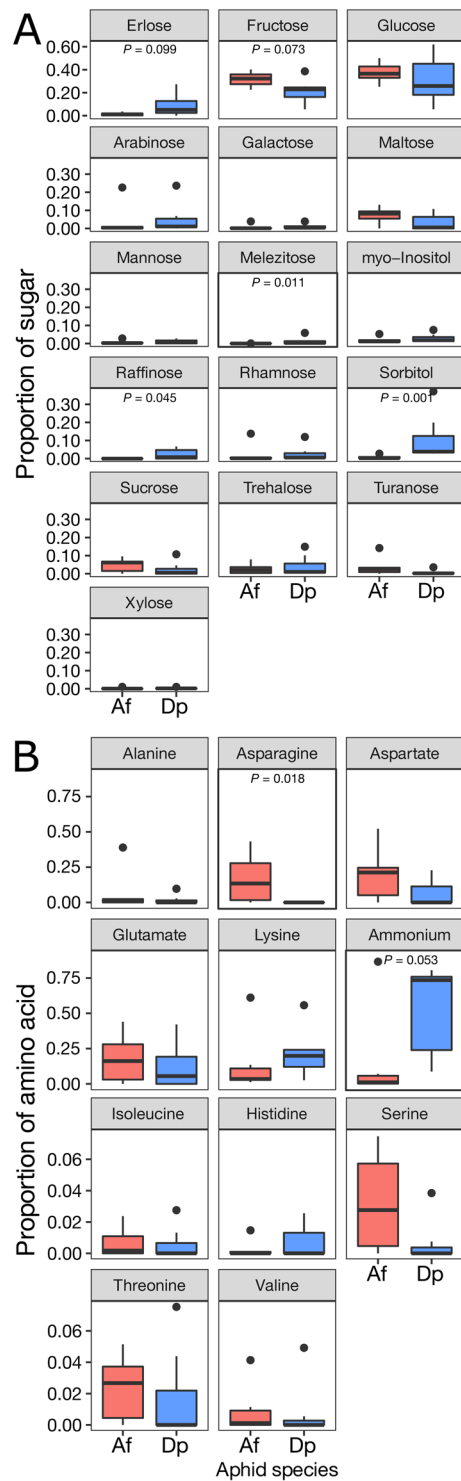 A
Erlose Fructose Glucose
P = 0.099 P = 0.073
0.60
0.40
0.20
0.00
Arabinose Galactose Maltose
0.30
0.20
0.10
0.00
Mannose Melezitose myo−Inositol
P = 0.011
0.30
0.20
0.10
0.00
Proportion of sugar
Raffinose Rhamnose Sorbitol
P = 0.045 P = 0.001
0.30
0.20
0.10
0.00
Sucrose Trehalose Turanose
0.30
0.20
0.10
0.00
Af Dp Af Dp
Xylose
0.30
0.20
0.10
0.00
Af Dp
B
Alanine Asparagine Aspartate
P = 0.018
0.75
0.50
0.25
0.00
Glutamate Lysine Ammonium
P = 0.053
0.75
0.50
0.25
0.00
Proportion of amino acid
Isoleucine Histidine Serine
0.06
0.04
0.02
0.00
Af Dp
Threonine Valine
0.06
0.04
0.02
0.00
Af Dp Af Dp
Aphid species